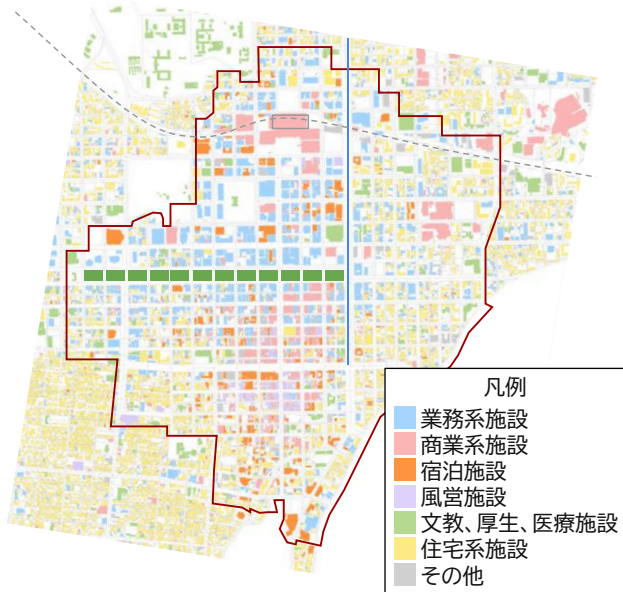 凡例
業務系施設
商業系施設
宿泊施設
風営施設
文教、厚生、医療施設
住宅系施設
その他